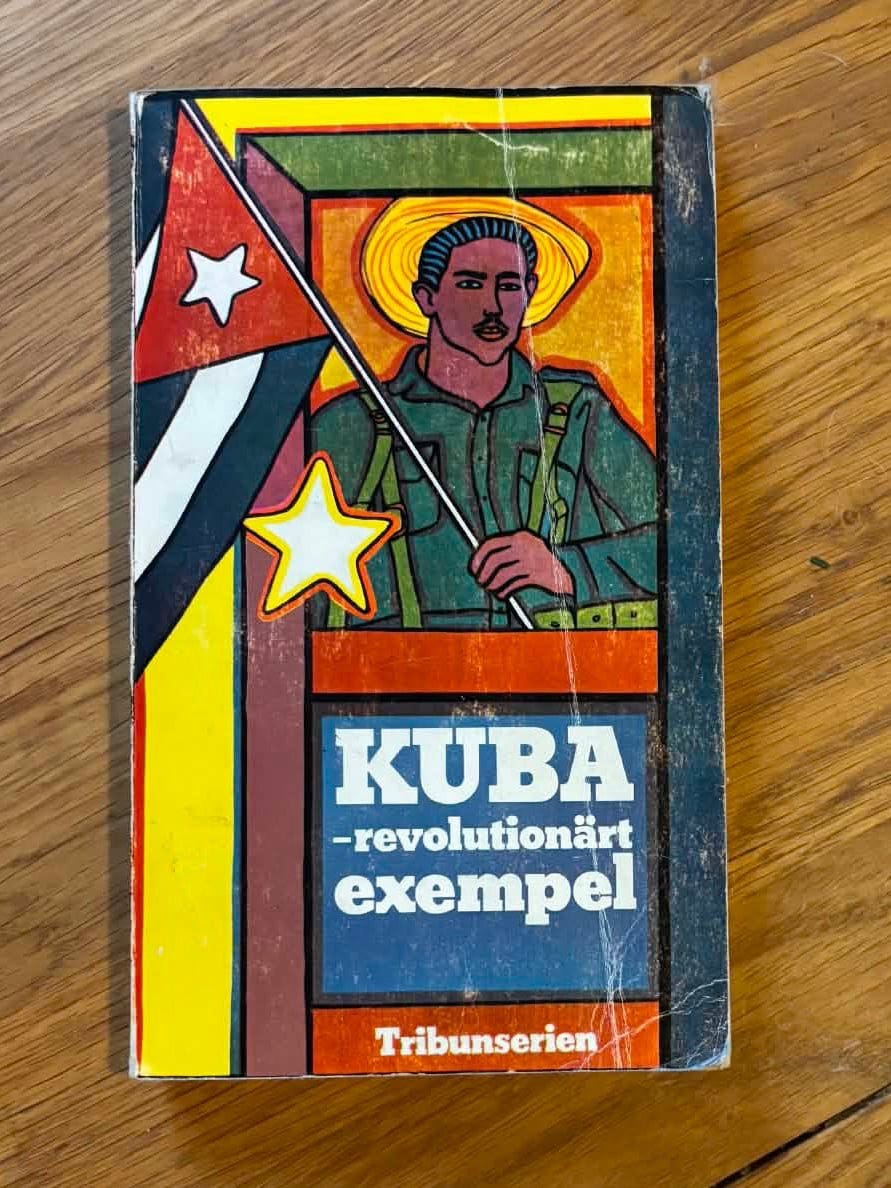 KUBA
–revolutionärt
exempel
Tribunserien